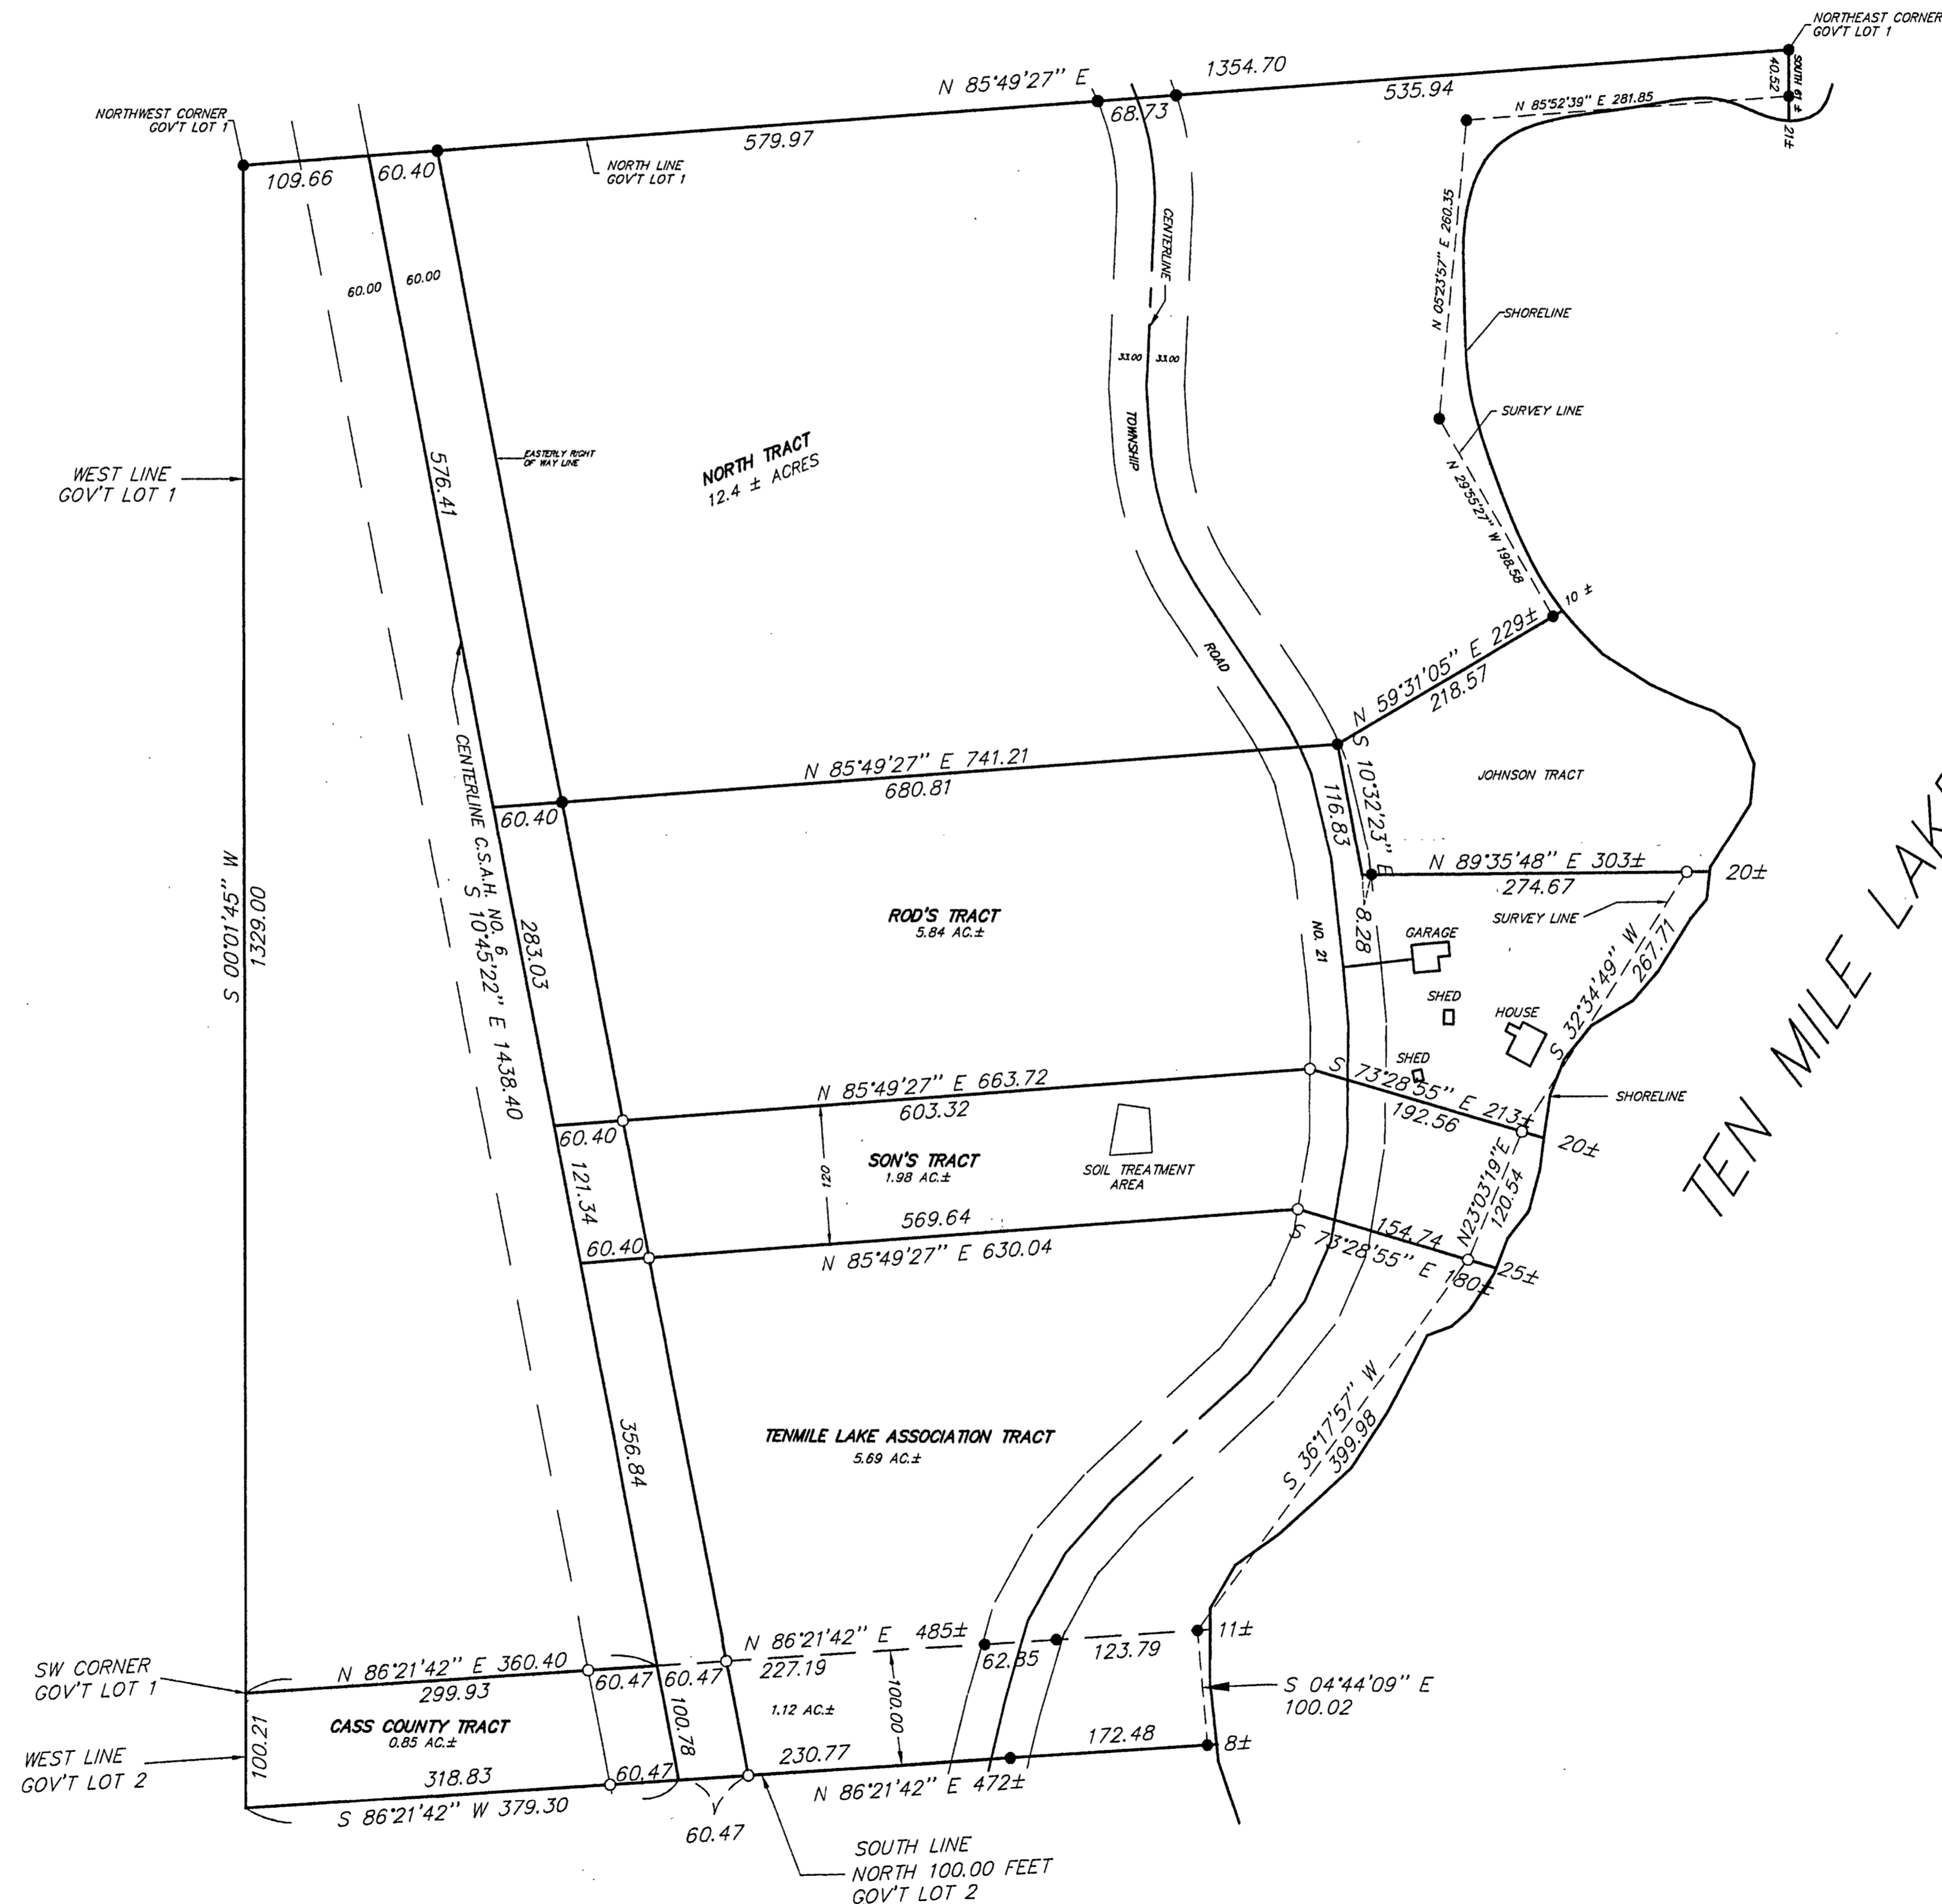 NORTHEAST CORNER
GOV'T LOT 1
N 85°49'27" E
1354.70
535.94
SOUTH 61 ±
40.52
21±
N 85°52'39" E 281.85
NORTHWEST CORNER
GOV'T LOT 1
109.66
60.40
NORTH LINE
GOV'T LOT 1
579.97
68.73
CENTERLINE
N 05°23'57" E 260.35
60.00
60.00
SHORELINE
33.00
33.00
TOWNSHIP
SURVEY LINE
N 29°55'27" W 198.58
WEST LINE
GOV'T LOT 1
576.41
EASTERLY RIGHT
OF WAY LINE
NORTH TRACT
12.4 ± ACRES
10 ±
ROAD
N 59°31'05" E 229±
218.57
CENTERLINE C.S.A.H. NO. 6
S 10°45'22" E 1438.40
N 85°49'27" E 741.21
680.81
60.40
S 10°32'23" E
116.83
JOHNSON TRACT
S 00°10'45" W
1329.00
N 89°35'48" E 303±
274.67
20±
SURVEY LINE
283.03
ROD'S TRACT
5.84 AC.±
NO. 21
8.28
GARAGE
S 32°34'49" W
267.71
TEN MILE LAKE
SHED
HOUSE
SHED
N 85°49'27" E 663.72
603.32
S 73°28'55" E 213±
192.56
SHORELINE
60.40
20±
121.34
120
SON'S TRACT
1.98 AC.±
SOIL TREATMENT
AREA
N23°03'19"E
120.54
569.64
60.40
N 85°49'27" E 630.04
154.74
S 73°28'55" E 180±
25±
356.84
TENMILE LAKE ASSOCIATION TRACT
5.69 AC.±
S 36°17'57" W
399.98
SW CORNER
GOV'T LOT 1
N 86°21'42" E 360.40
299.93
60.47
60.47
N 86°21'42" E 485±
227.19
62.85
123.79
11±
S 04°44'09" E
100.02
CASS COUNTY TRACT
0.85 AC.±
100.21
100.78
1.12 AC.±
100.00
WEST LINE
GOV'T LOT 2
318.83
60.47
230.77
172.48
8±
S 86°21'42" W 379.30
N 86°21'42" E 472±
60.47
SOUTH LINE
NORTH 100.00 FEET
GOV'T LOT 2